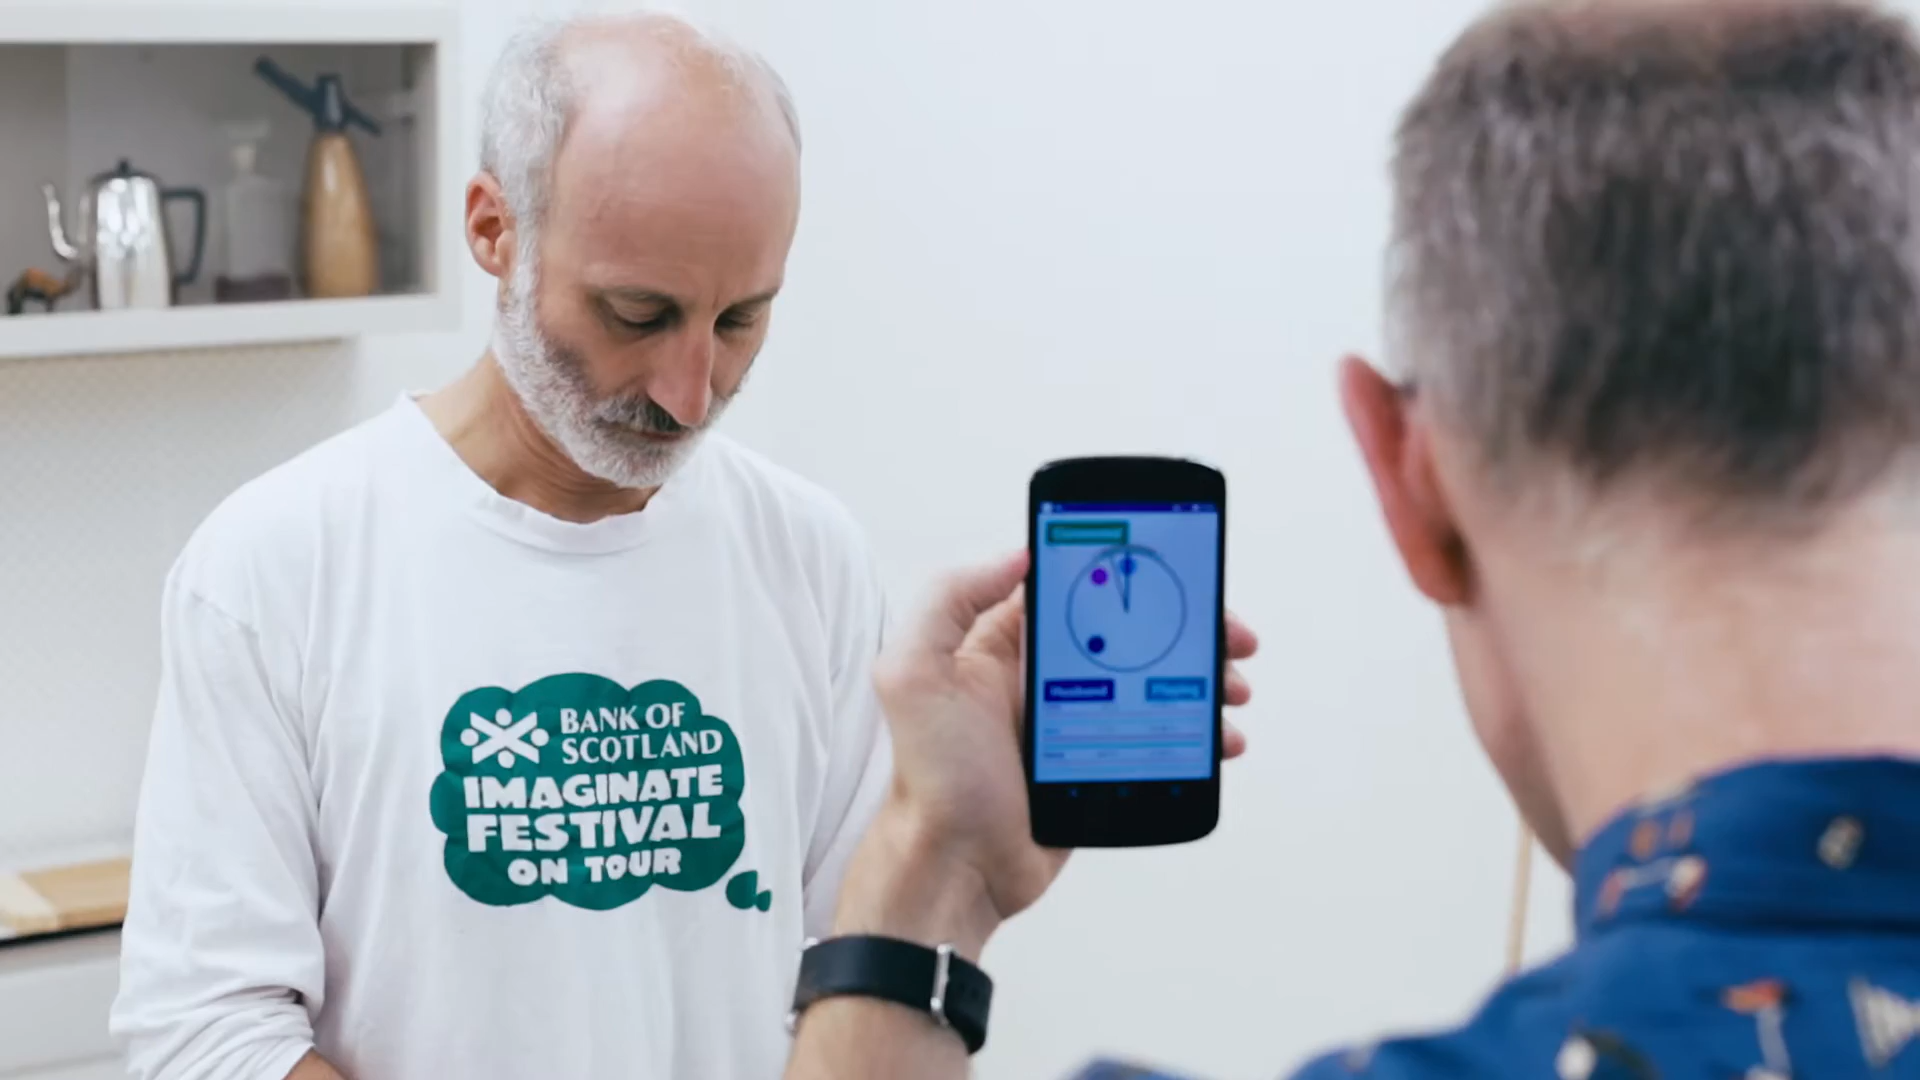 BANK OF
SCOTLAND
IMAGINATE
FESTIVAL
ON TOUR